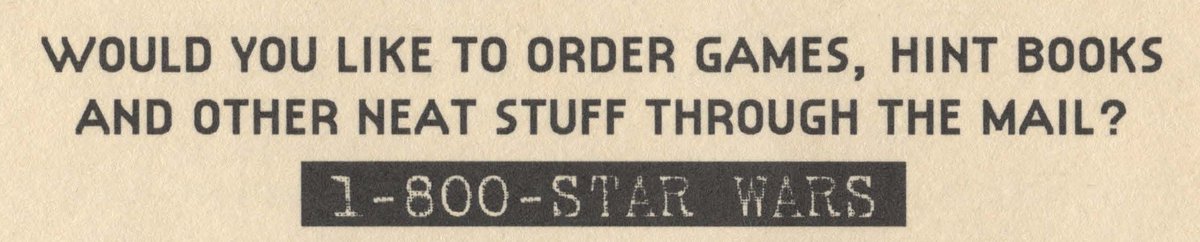 WOULD YOU LIKE TO ORDER GAMES, HINT BOOKS
AND OTHER NEAT STUFF THROUGH THE MAIL?
1-800-STAR WARS